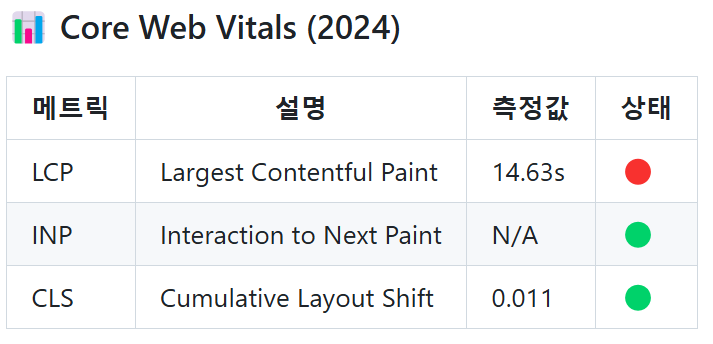 Core Web Vitals (2024)
메트릭 설명 측정값 상태
LCP Largest Contentful Paint 14.63s
INP Interaction to Next Paint N/A
CLS Cumulative Layout Shift 0.011